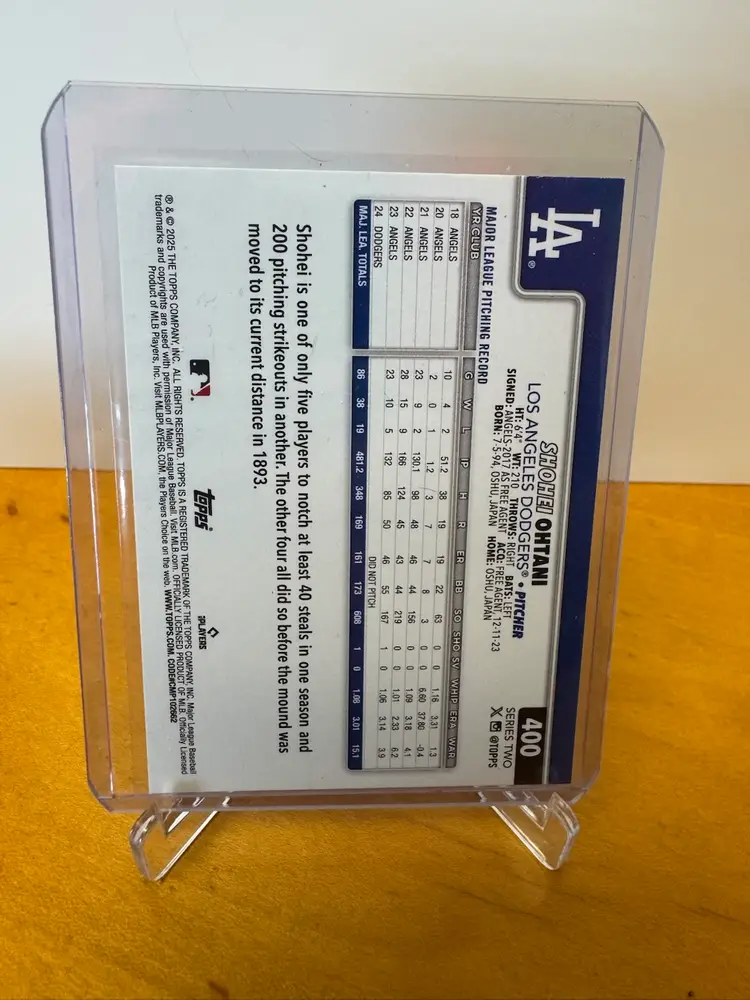 LA®
SHOHEI OHTANI
LOS ANGELES DODGERS® • PITCHER
HT: 6'4" WT: 210 THROWS: RIGHT BATS: LEFT
SIGNED: ANGELS-2017 AS FREE AGENT ACQ: FREE AGENT, 12-11-23
BORN: 7-5-94, OSHU, JAPAN HOME: OSHU, JAPAN
400
SERIES TWO
@TOPPS
MAJOR LEAGUE PITCHING RECORD
YR CLUB G W L IP H R ER BB SO SHO SV WHIP ERA WAR
18 ANGELS 10 4 2 51.2 38 19 19 22 63 0 0 1.16 3.31 1.3
20 ANGELS 2 0 1 1.2 3 7 7 8 3 0 0 6.60 37.80 -0.4
21 ANGELS 23 9 2 130.1 98 48 46 44 156 0 0 1.09 3.18 4.1
22 ANGELS 28 15 9 166 124 45 43 44 219 0 0 1.01 2.33 6.2
23 ANGELS 23 10 5 132 85 50 46 55 167 1 0 1.06 3.14 3.9
24 DODGERS DID NOT PITCH
MAJ. LEA. TOTALS 86 38 19 481.2 348 169 161 173 608 1 0 1.08 3.01 15.1
Shohei is one of only five players to notch at least 40 steals in one season and
200 pitching strikeouts in another. The other four all did so before the mound was
moved to its current distance in 1893.
topps®
PLAYERS
® & © 2025 THE TOPPS COMPANY, INC. ALL RIGHTS RESERVED. TOPPS IS A REGISTERED TRADEMARK OF THE TOPPS COMPANY, INC. Major League Baseball
trademarks and copyrights are used with permission of Major League Baseball. Visit MLB.com. OFFICIALLY LICENSED PRODUCT OF MLB. Officially Licensed
Product of MLB Players, Inc. Visit MLBPLAYERS.COM, the Players Choice on the web. WWW.TOPPS.COM. CODE#CMP102662